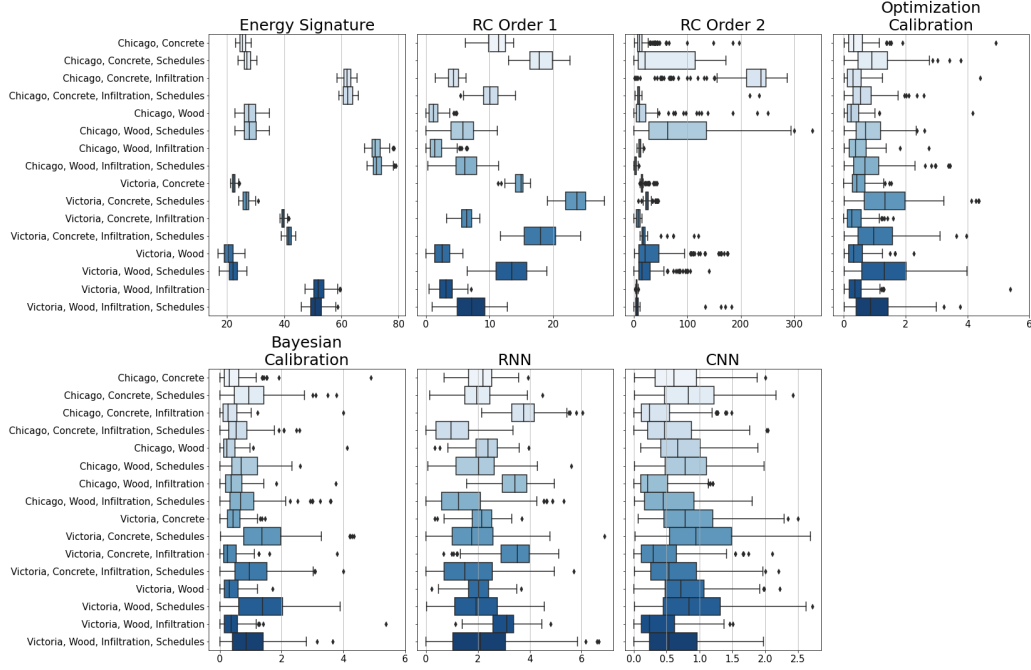 Energy Signature
RC Order 1
RC Order 2
Optimization
Calibration
Chicago, Concrete
Chicago, Concrete, Schedules
Chicago, Concrete, Infiltration
Chicago, Concrete, Infiltration, Schedules
Chicago, Wood
Chicago, Wood, Schedules
Chicago, Wood, Infiltration
Chicago, Wood, Infiltration, Schedules
Victoria, Concrete
Victoria, Concrete, Schedules
Victoria, Concrete, Infiltration
Victoria, Concrete, Infiltration, Schedules
Victoria, Wood
Victoria, Wood, Schedules
Victoria, Wood, Infiltration
Victoria, Wood, Infiltration, Schedules
20 40 60 80
0 10 20
0 100 200 300
0 2 4 6
Bayesian
Calibration
RNN
CNN
Chicago, Concrete
Chicago, Concrete, Schedules
Chicago, Concrete, Infiltration
Chicago, Concrete, Infiltration, Schedules
Chicago, Wood
Chicago, Wood, Schedules
Chicago, Wood, Infiltration
Chicago, Wood, Infiltration, Schedules
Victoria, Concrete
Victoria, Concrete, Schedules
Victoria, Concrete, Infiltration
Victoria, Concrete, Infiltration, Schedules
Victoria, Wood
Victoria, Wood, Schedules
Victoria, Wood, Infiltration
Victoria, Wood, Infiltration, Schedules
0 2 4 6
0 2 4 6
0.0 0.5 1.0 1.5 2.0 2.5